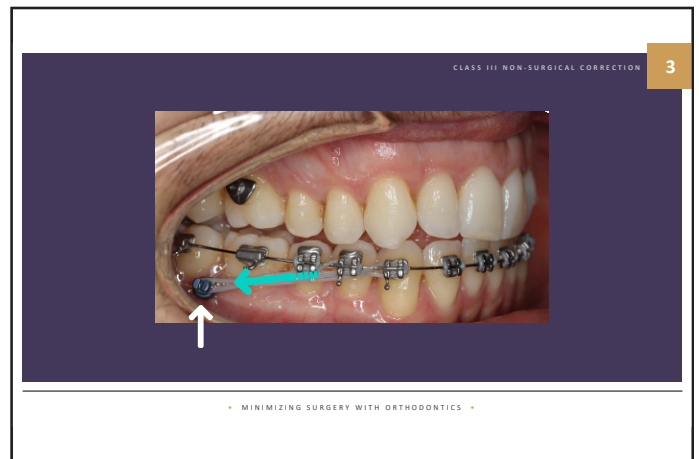 CLASS III NON-SURGICAL CORRECTION 3
• MINIMIZING SURGERY WITH ORTHODONTICS •